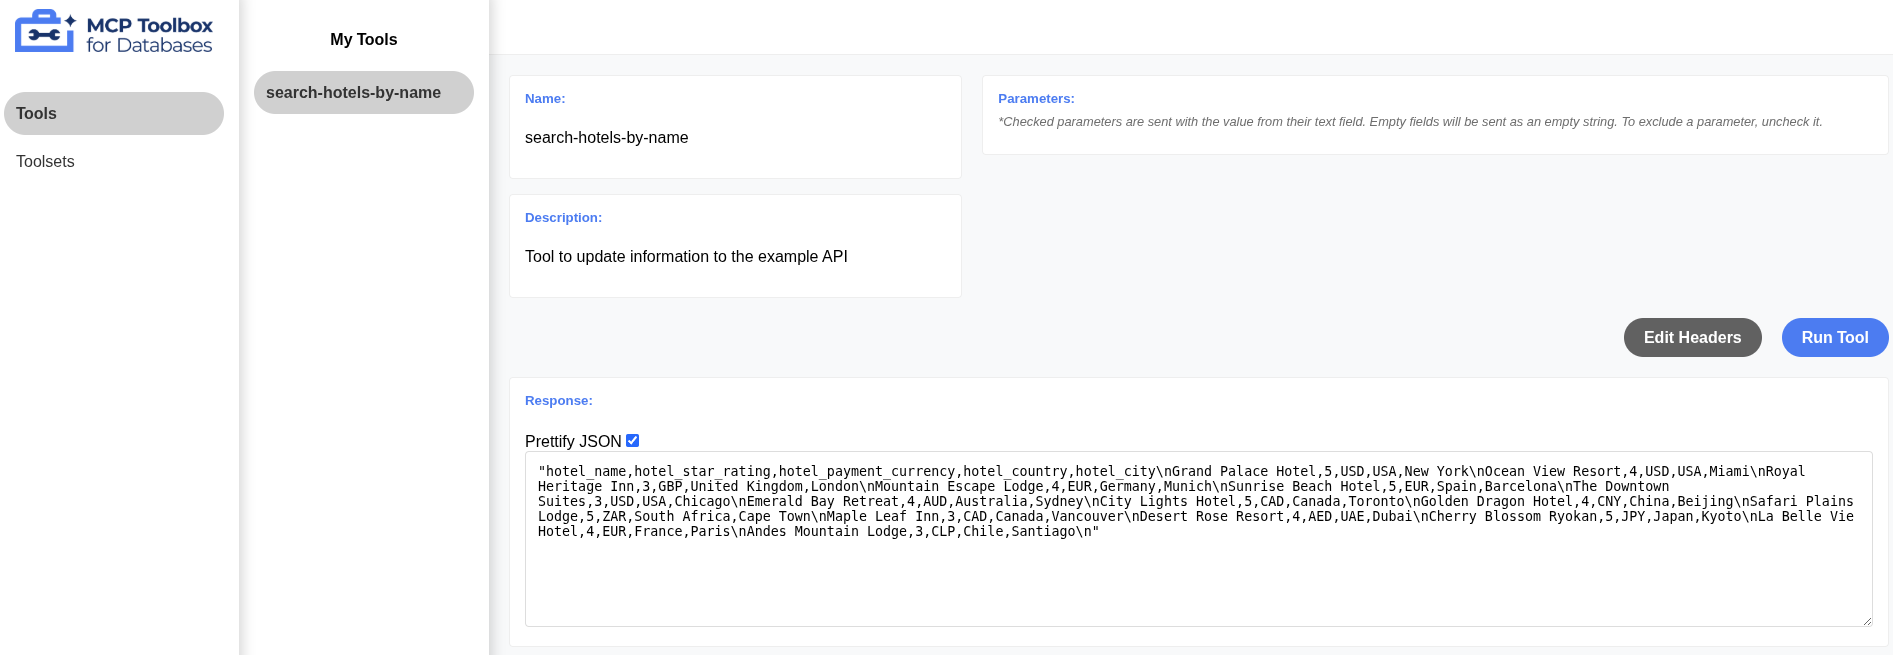 MCP Toolbox
for Databases
Tools
Toolsets
My Tools
search-hotels-by-name
Name:
search-hotels-by-name
Description:
Tool to update information to the example API
Parameters:
*Checked parameters are sent with the value from their text field. Empty fields will be sent as an empty string. To exclude a parameter, uncheck it.
Edit Headers
Run Tool
Response:
Prettify JSON
"hotel_name,hotel_star_rating,hotel_payment_currency,hotel_country,hotel_city\nGrand Palace Hotel,5,USD,USA,New York\nOcean View Resort,4,USD,USA,Miami\nRoyal
Heritage Inn,3,GBP,United Kingdom,London\nMountain Escape Lodge,4,EUR,Germany,Munich\nSunrise Beach Hotel,5,EUR,Spain,Barcelona\nThe Downtown
Suites,3,USD,USA,Chicago\nEmerald Bay Retreat,4,AUD,Australia,Sydney\nCity Lights Hotel,5,CAD,Canada,Toronto\nGolden Dragon Hotel,4,CNY,China,Beijing\nSafari Plains
Lodge,5,ZAR,South Africa,Cape Town\nMaple Leaf Inn,3,CAD,Canada,Vancouver\nDesert Rose Resort,4,AED,UAE,Dubai\nCherry Blossom Ryokan,5,JPY,Japan,Kyoto\nLa Belle Vie
Hotel,4,EUR,France,Paris\nAndes Mountain Lodge,3,CLP,Chile,Santiago\n"